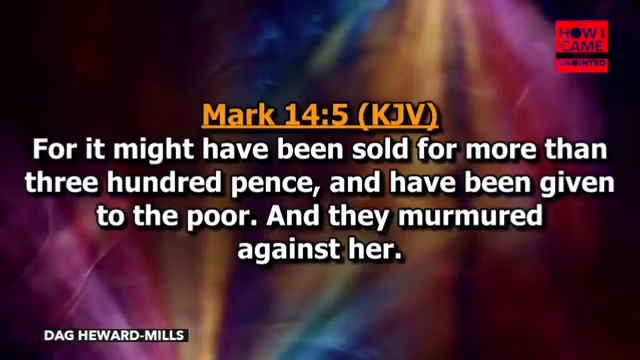 HOW I
CAME
ANOINTED
Mark 14:5 (KJV)
For it might have been sold for more than
three hundred pence, and have been given
to the poor. And they murmured
against her.
DAG HEWARD-MILLS